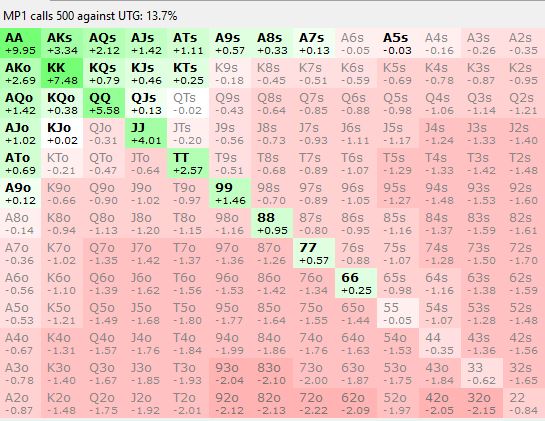 MP1 calls 500 against UTG: 13.7%
AA AKs AQs AJs ATs A9s A8s A7s A6s A5s A4s A3s A2s
+9.95 +3.34 +2.12 +1.42 +1.11 +0.57 +0.33 +0.13 -0.05 -0.03 -0.16 -0.26 -0.35
AKo KK KQs KJs KTs K9s K8s K7s K6s K5s K4s K3s K2s
+2.69 +7.48 +0.79 +0.46 +0.25 -0.18 -0.45 -0.51 -0.59 -0.69 -0.78 -0.87 -0.95
AQo KQo QQ QJs QTs Q9s Q8s Q7s Q6s Q5s Q4s Q3s Q2s
+1.42 +0.38 +5.58 +0.13 -0.02 -0.43 -0.64 -0.85 -0.88 -0.98 -1.06 -1.14 -1.21
AJo KJo QJo JJ JTs J9s J8s J7s J6s J5s J4s J3s J2s
+1.02 +0.02 -0.31 +4.01 -0.20 -0.56 -0.73 -0.93 -1.11 -1.17 -1.24 -1.33 -1.40
ATo KTo QTo JTo TT T9s T8s T7s T6s T5s T4s T3s T2s
+0.69 -0.21 -0.47 -0.64 +2.57 -0.51 -0.68 -0.89 -1.07 -1.29 -1.33 -1.42 -1.48
A9o K9o Q9o J9o T9o 99 98s 97s 96s 95s 94s 93s 92s
+0.12 -0.66 -0.90 -1.02 -0.97 +1.46 -0.70 -0.89 -1.05 -1.27 -1.48 -1.53 -1.60
A8o K8o Q8o J8o T8o 98o 88 87s 86s 85s 84s 83s 82s
-0.14 -0.94 -1.13 -1.20 -1.15 -1.16 +0.95 -0.80 -0.95 -1.16 -1.37 -1.59 -1.61
A7o K7o Q7o J7o T7o 97o 87o 77 76s 75s 74s 73s 72s
-0.36 -1.02 -1.35 -1.42 -1.37 -1.36 -1.26 +0.57 -0.88 -1.07 -1.28 -1.50 -1.70
A6o K6o Q6o J6o T6o 96o 86o 76o 66 65s 64s 63s 62s
-0.56 -1.10 -1.39 -1.62 -1.56 -1.53 -1.42 -1.34 +0.25 -0.98 -1.16 -1.38 -1.59
A5o K5o Q5o J5o T5o 95o 85o 75o 65o 55 54s 53s 52s
-0.53 -1.21 -1.49 -1.68 -1.80 -1.77 -1.64 -1.55 -1.44 -0.05 -1.07 -1.28 -1.48
A4o K4o Q4o J4o T4o 94o 84o 74o 64o 54o 44 43s 42s
-0.67 -1.31 -1.57 -1.76 -1.84 -1.99 -1.86 -1.76 -1.63 -1.53 -0.35 -1.36 -1.56
A3o K3o Q3o J3o T3o 93o 83o 73o 63o 53o 43o 33 32s
-0.78 -1.40 -1.67 -1.85 -1.93 -2.04 -2.10 -2.00 -1.87 -1.75 -1.84 -0.62 -1.65
A2o K2o Q2o J2o T2o 92o 82o 72o 62o 52o 42o 32o 22
-0.87 -1.48 -1.75 -1.92 -2.01 -2.12 -2.13 -2.22 -2.09 -1.97 -2.05 -2.15 -0.84